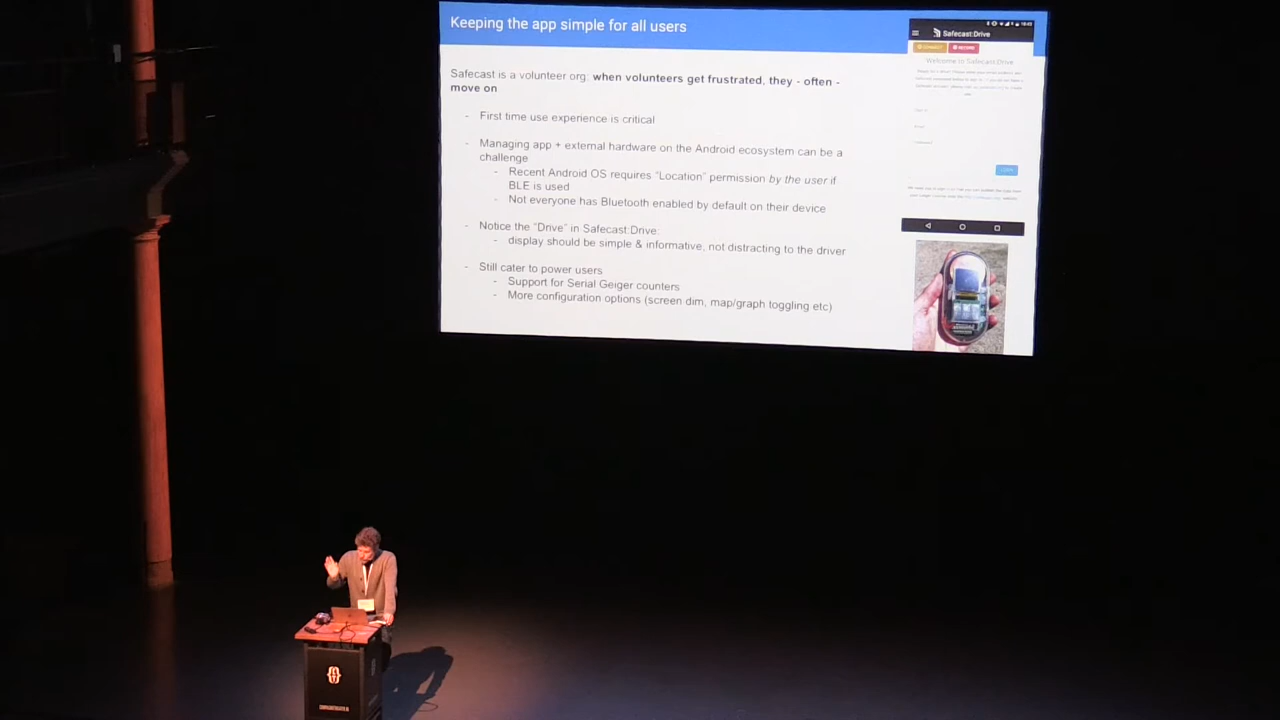 Keeping the app simple for all users
Safecast is a volunteer org: when volunteers get frustrated, they - often -
move on
- First time use experience is critical
- Managing app + external hardware on the Android ecosystem can be a
challenge
- Recent Android OS requires "Location" permission by the user if
BLE is used
- Not everyone has Bluetooth enabled by default on their device
- Notice the "Drive" in Safecast:Drive:
- display should be simple & informative, not distracting to the driver
- Still cater to power users
- Support for Serial Geiger counters
- More configuration options (screen dim, map/graph toggling etc)
Safecast:Drive
CONNECT
Welcome to Safecast:Drive